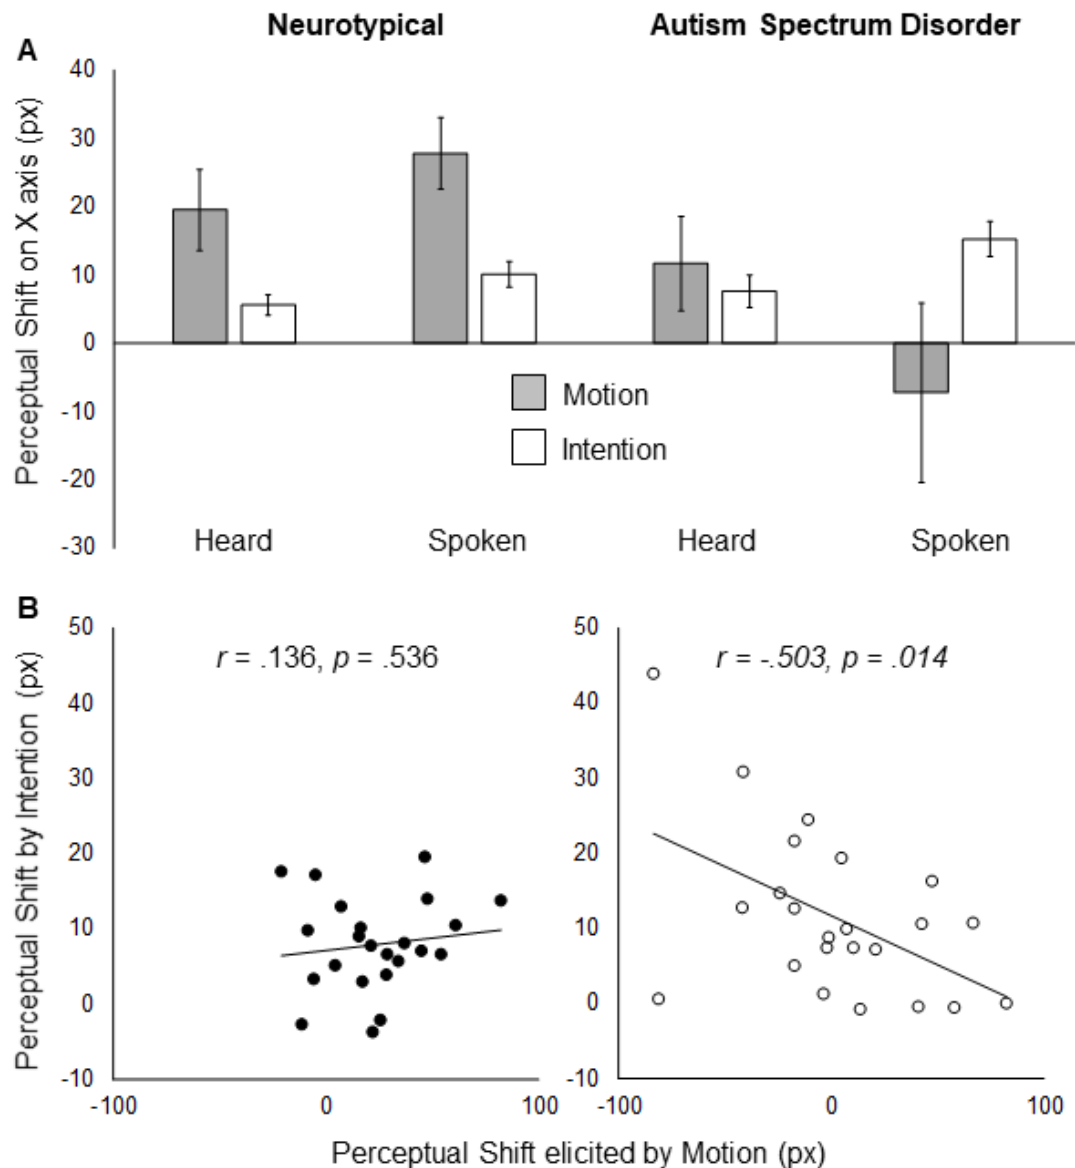 Neurotypical Autism Spectrum Disorder
A
Perceptual Shift on X axis (px)
40
30
20
10
0
-10
-20
-30
Motion
Intention
Heard Spoken Heard Spoken
B
Perceptual Shift by Intention (px)
50
40
30
20
10
0
-10
r = .136, p = .536
-100 0 100
50
40
30
20
10
0
-10
r = -.503, p = .014
-100 0 100
Perceptual Shift elicited by Motion (px)